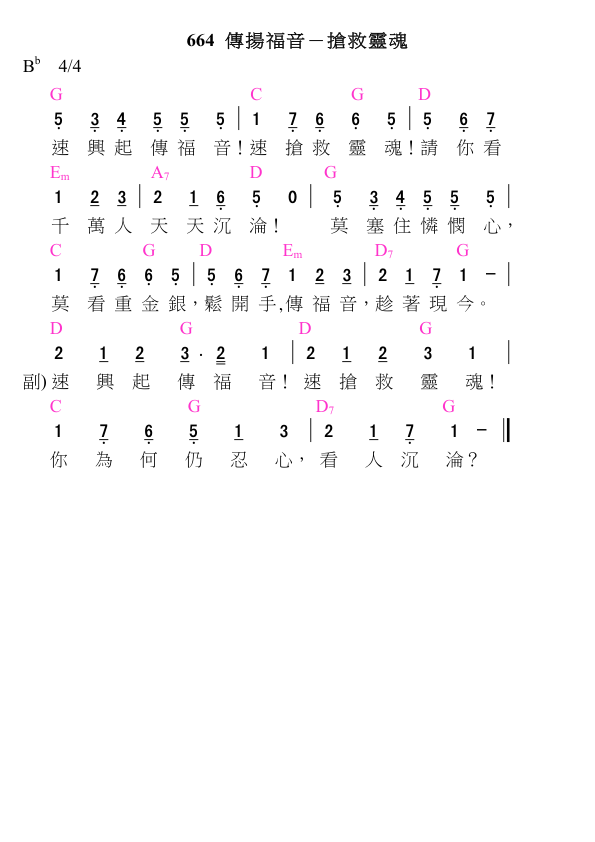 664 傳揚福音－搶救靈魂
B♭ 4/4
G C G D
5 3 4 5 5 5 | 1 7 6 6 5 | 5 6 7
速 興 起 傳 福 音！速 搶 救 靈 魂！請 你 看
Em A7 D G
1 2 3 | 2 1 6 5 0 | 5 3 4 5 5 5 |
千 萬 人 天 天 沉 淪！ 莫 塞 住 憐 憫 心，
C G D Em D7 G
1 7 6 6 5 | 5 6 7 1 2 3 | 2 1 7 1 － |
莫 看 重 金 銀，鬆 開 手,傳 福 音，趁 著 現 今。
D G D G
2 1 2 3 · 2 1 | 2 1 2 3 1 |
副) 速 興 起 傳 福 音！ 速 搶 救 靈 魂！
C G D7 G
1 7 6 5 1 3 | 2 1 7 1 － ‖
你 為 何 仍 忍 心，看 人 沉 淪？